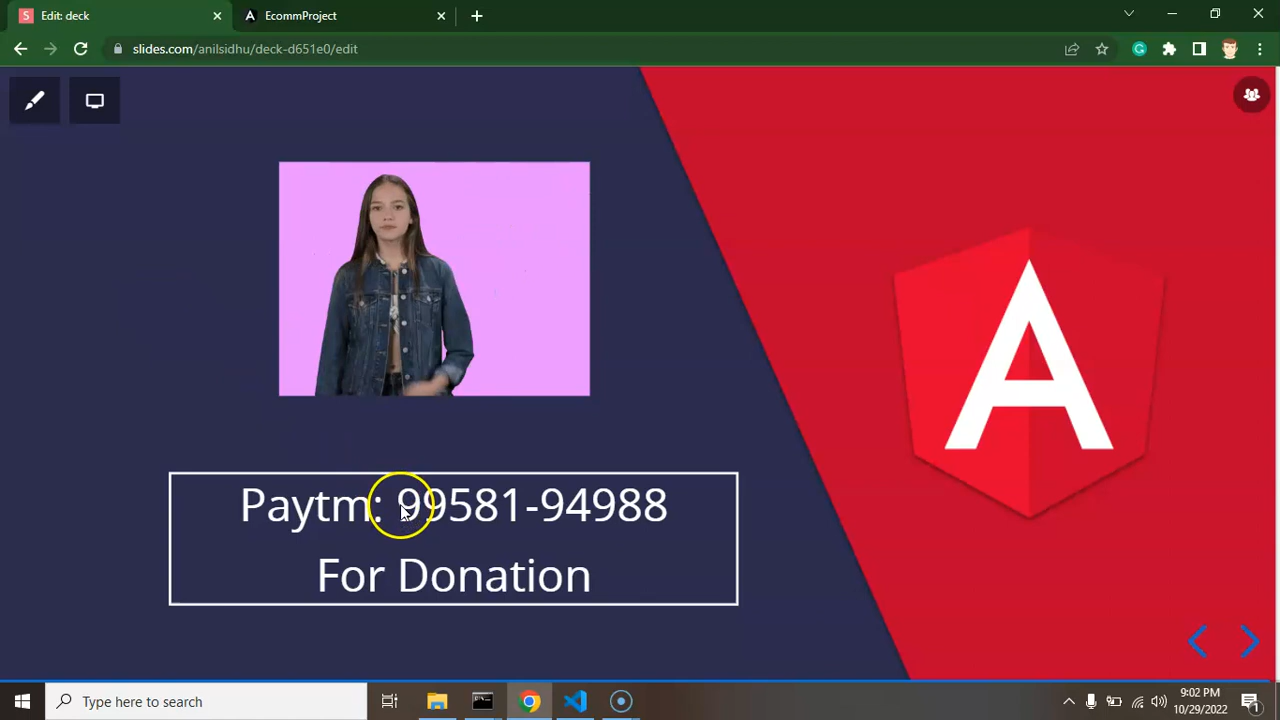 Edit: deck
EcommProject
slides.com/anilsidhu/deck-d651e0/edit
Paytm: 99581-94988
For Donation
A
Type here to search
9:02 PM
10/29/2022
1